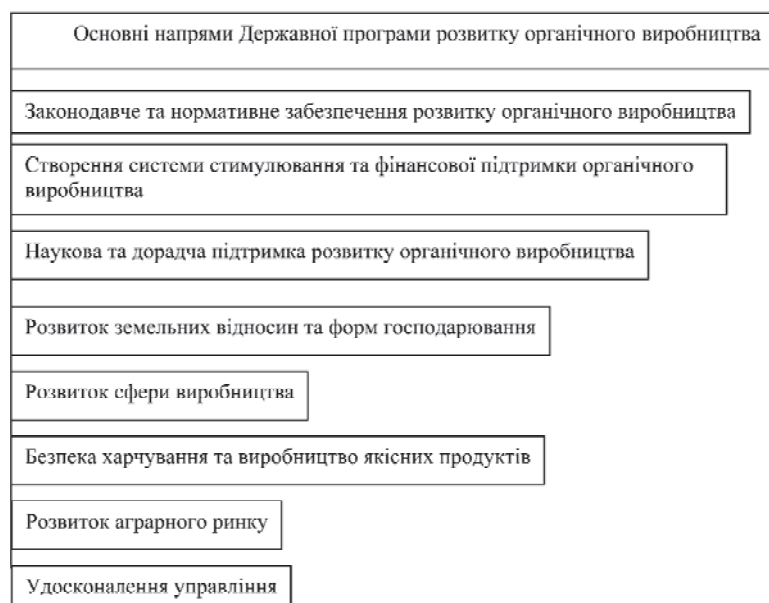 Основні напрями Державної програми розвитку органічного виробництва
Законодавче та нормативне забезпечення розвитку органічного виробництва
Створення системи стимулювання та фінансової підтримки органічного
виробництва
Наукова та дорадча підтримка розвитку органічного виробництва
Розвиток земельних відносин та форм господарювання
Розвиток сфери виробництва
Безпека харчування та виробництво якісних продуктів
Розвиток аграрного ринку
Удосконалення управління